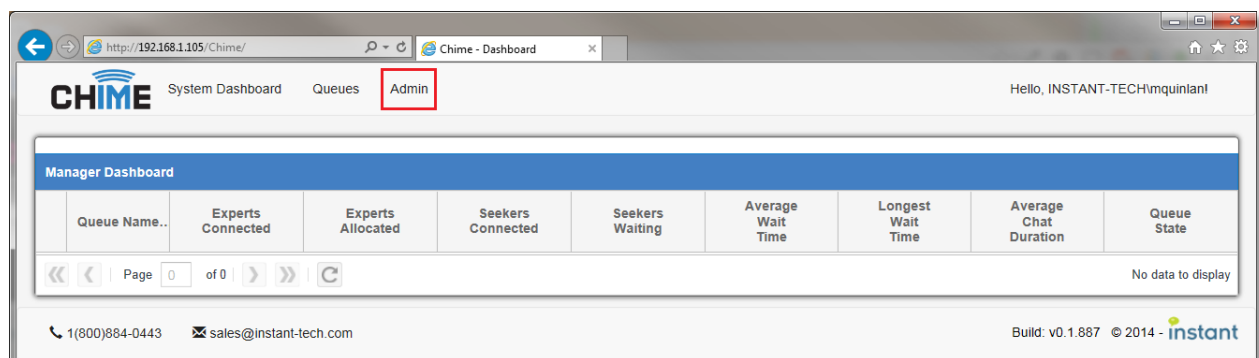 http://192.168.1.105/Chime/
Chime - Dashboard
CHIME
System Dashboard Queues Admin
Hello, INSTANT-TECH\mquinlan!
Manager Dashboard
Queue Name.. Experts Connected Experts Allocated Seekers Connected Seekers Waiting Average Wait Time Longest Wait Time Average Chat Duration Queue State
Page 0 of 0 No data to display
1(800)884-0443 sales@instant-tech.com Build: v0.1.887 © 2014 - instant